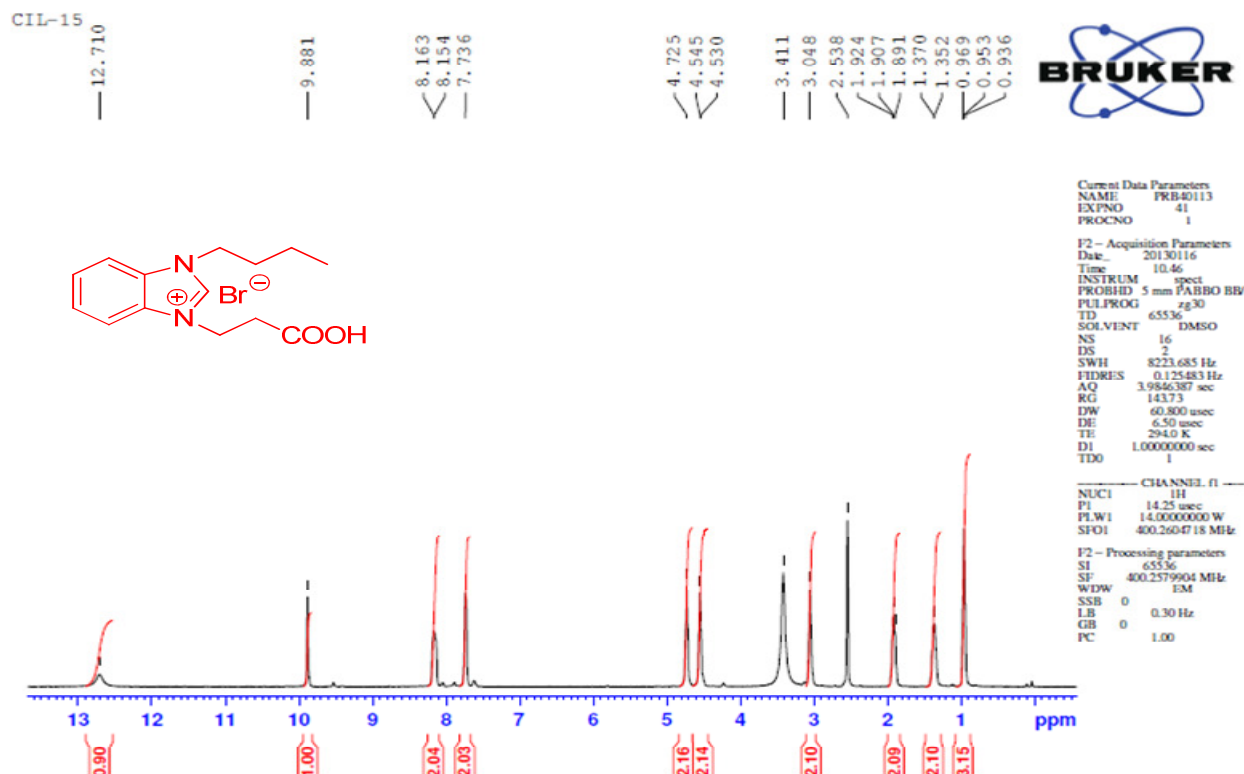 CIL-15
12.710
9.881
8.163
8.154
7.736
4.725
4.545
4.530
3.411
3.048
2.538
1.924
1.907
1.891
1.370
1.352
0.969
0.953
0.936
BRUKER
Current Data Parameters
NAME PRB40113
EXPNO 41
PROCNO 1
F2 - Acquisition Parameters
Date_ 20130116
Time 10.46
INSTRUM spect
PROBHD 5 mm PABBO BB/
PULPROG zg30
TD 65536
SOLVENT DMSO
NS 16
DS 2
SWH 8223.685 Hz
FIDRES 0.125483 Hz
AQ 3.9846387 sec
RG 143.73
DW 60.800 usec
DE 6.50 usec
TE 294.0 K
D1 1.00000000 sec
TD0 1
CHANNEL f1
NUC1 1H
P1 14.25 usec
PLW1 14.00000000 W
SFO1 400.2604718 MHz
F2 - Processing parameters
SI 65536
SF 400.2579904 MHz
WDW EM
SSB 0
LB 0.30 Hz
GB 0
PC 1.00
N
+
Br −
N
COOH
13 12 11 10 9 8 7 6 5 4 3 2 1 ppm
0.90
1.00
2.04
2.03
2.16
2.14
2.10
2.09
2.10
3.15